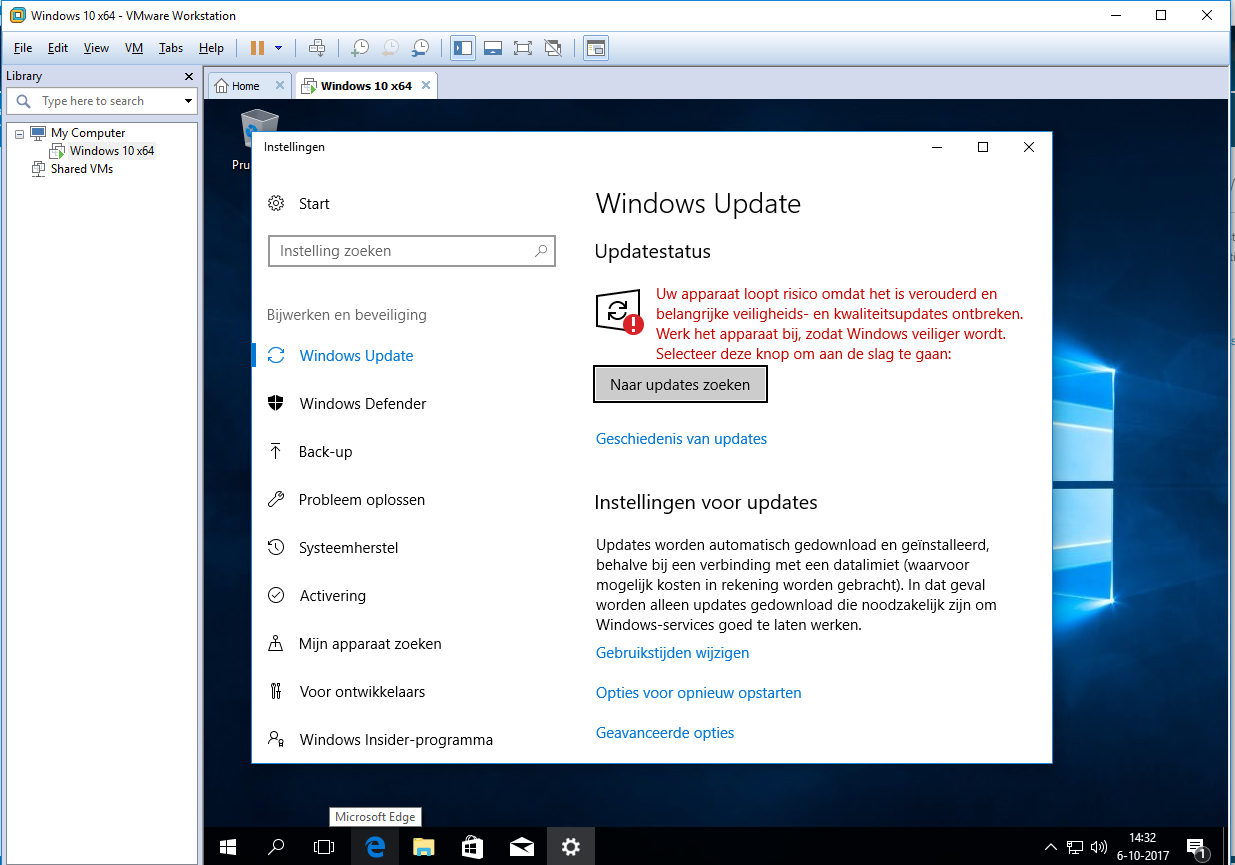 Windows 10 x64 - VMware Workstation
File Edit View VM Tabs Help
Library
Type here to search
My Computer
Windows 10 x64
Shared VMs
Home
Windows 10 x64
Pru
Instellingen
Start
Instelling zoeken
Bijwerken en beveiliging
Windows Update
Windows Defender
Back-up
Probleem oplossen
Systeemherstel
Activering
Mijn apparaat zoeken
Voor ontwikkelaars
Windows Insider-programma
Windows Update
Updatestatus
Uw apparaat loopt risico omdat het is verouderd en
belangrijke veiligheids- en kwaliteitsupdates ontbreken.
Werk het apparaat bij, zodat Windows veiliger wordt.
Selecteer deze knop om aan de slag te gaan:
Naar updates zoeken
Geschiedenis van updates
Instellingen voor updates
Updates worden automatisch gedownload en geïnstalleerd,
behalve bij een verbinding met een datalimiet (waarvoor
mogelijk kosten in rekening worden gebracht). In dat geval
worden alleen updates gedownload die noodzakelijk zijn om
Windows-services goed te laten werken.
Gebruikstijden wijzigen
Opties voor opnieuw opstarten
Geavanceerde opties
Microsoft Edge
14:32
6-10-2017
1